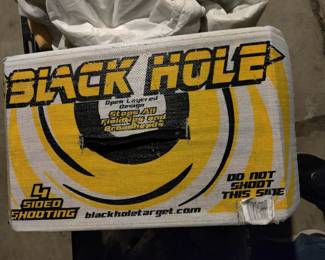 BLACK HOLE
Open Layered
Design
Stops All
Fieldtips and
Broadheads
4
SIDED
SHOOTING
blackholetarget.com
DO NOT
SHOOT
THIS SIDE